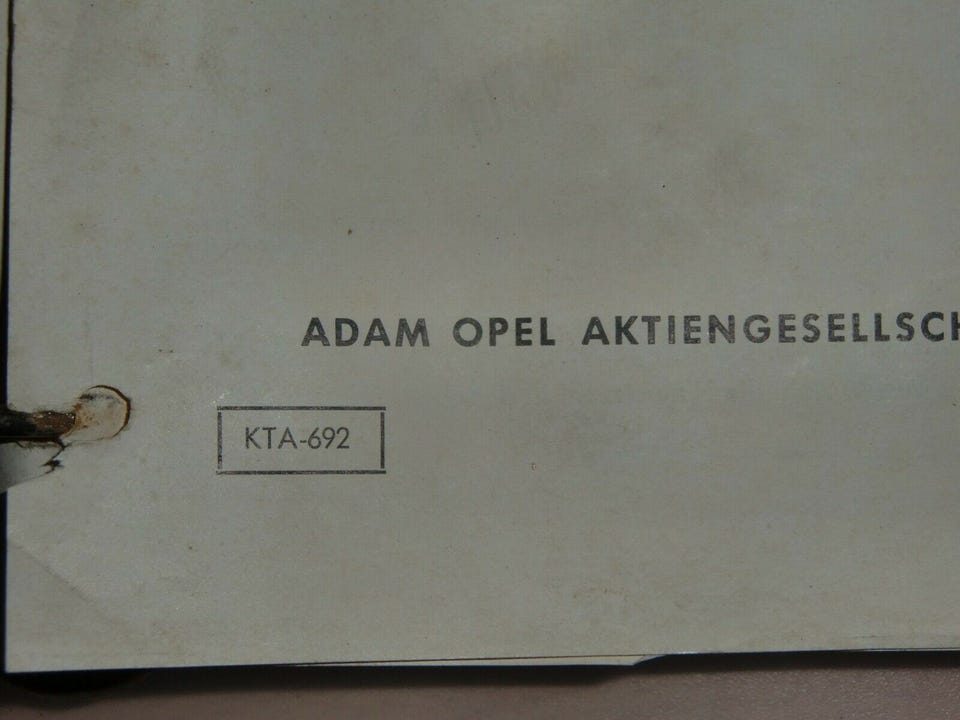 ADAM OPEL AKTIENGESELLSCH
KTA-692